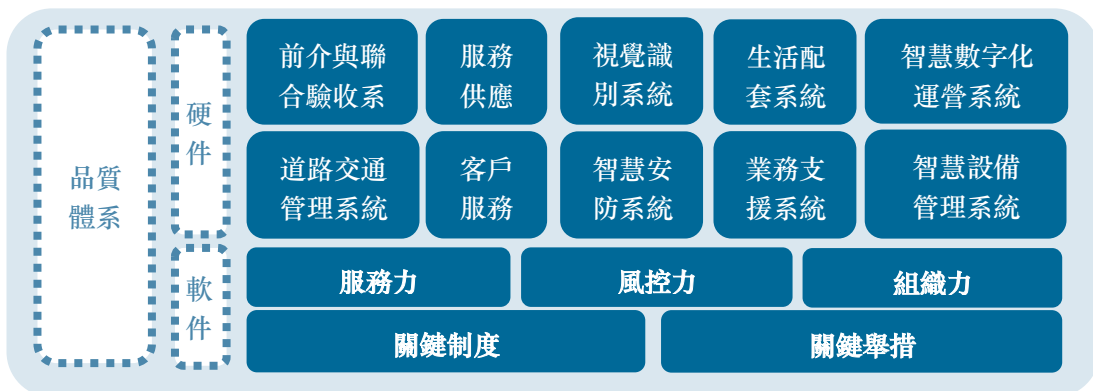 品質
體系
硬
件
前介與聯
合驗收系
服務
供應
視覺識
別系統
生活配
套系統
智慧數字化
運營系統
道路交通
管理系統
客戶
服務
智慧安
防系統
業務支
援系統
智慧設備
管理系統
軟
件
服務力
風控力
組織力
關鍵制度
關鍵舉措